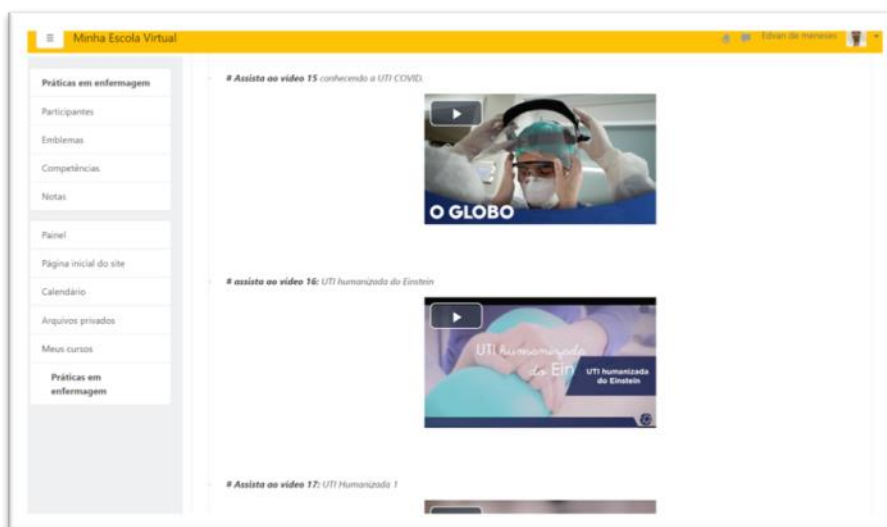 Minha Escola Virtual
Edvan de meneses
Práticas em enfermagem
Participantes
Emblemas
Competências
Notas
Painel
Página inicial do site
Calendário
Arquivos privados
Meus cursos
Práticas em
enfermagem
# Assista ao vídeo 15 conhecendo a UTI COVID.
O GLOBO
# assista ao vídeo 16: UTI humanizada do Einstein
UTI humanizada
do Ein
UTI humanizada
do Einstein
# Assista ao vídeo 17: UTI Humanizada 1